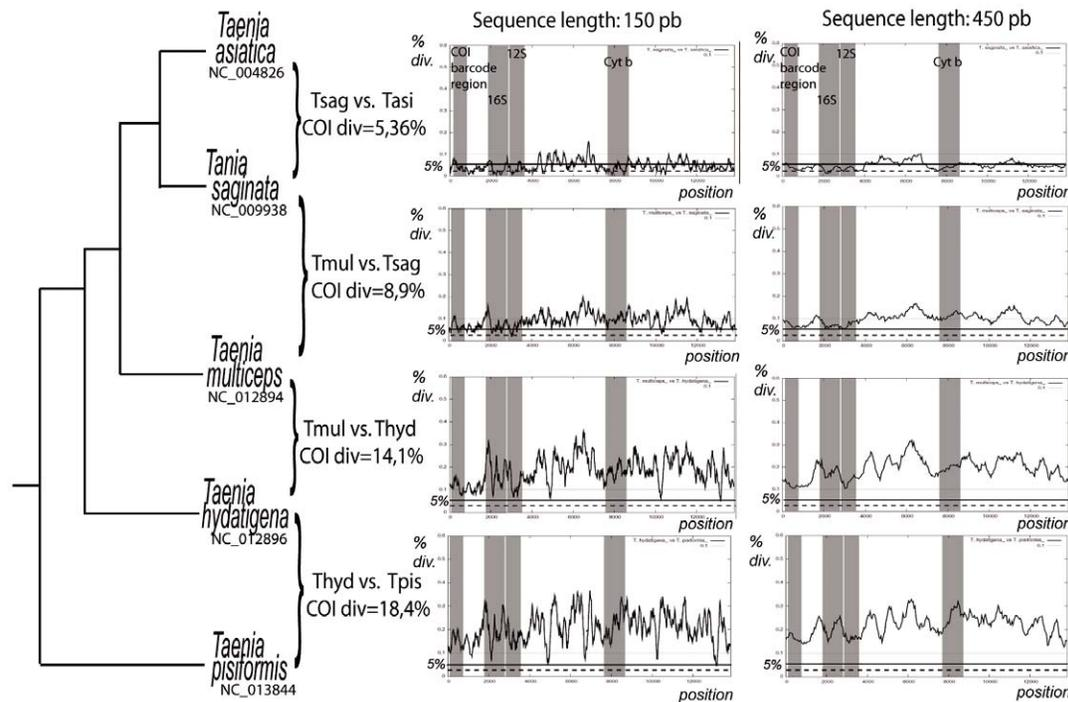 Taenia
asiatica
NC_004826
Tania
saginata
NC_009938
Taenia
multiceps
NC_012894
Taenia
hydatigena
NC_012896
Taenia
pisiformis
NC_013844
Tsag vs. Tasi
COI div=5,36%
Tmul vs. Tsag
COI div=8,9%
Tmul vs. Thyd
COI div=14,1%
Thyd vs. Tpis
COI div=18,4%
Sequence length: 150 pb
%
div.
COI
barcode
region
12S
16S
Cyt b
5%
position
%
div.
5%
position
%
div.
5%
position
%
div.
5%
position
Sequence length: 450 pb
%
div.
COI
barcode
region
12S
16S
Cyt b
5%
position
%
div.
5%
position
%
div.
5%
position
%
div.
5%
position